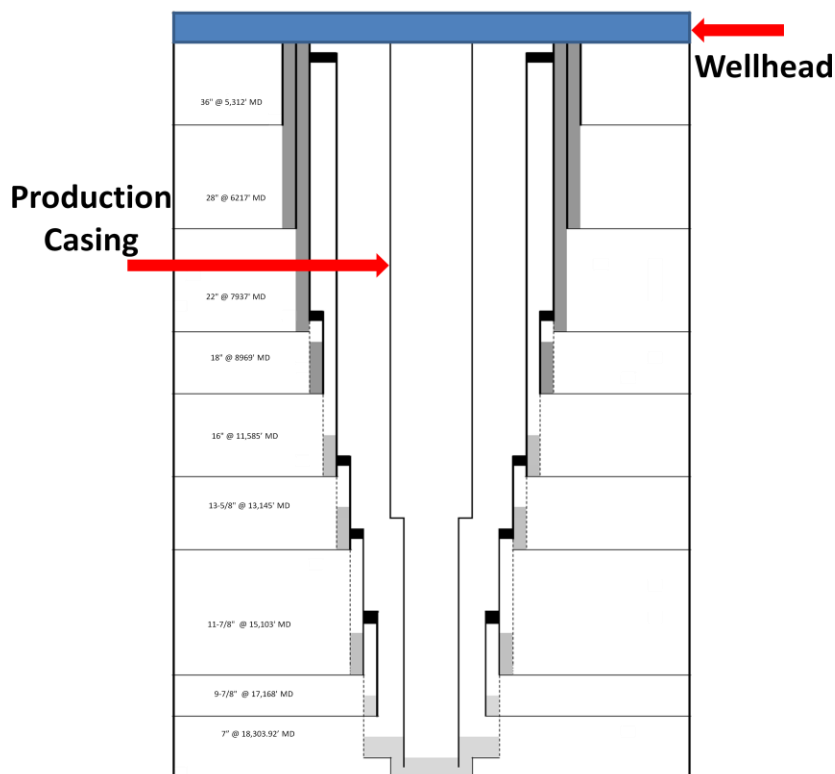 Wellhead
36" @ 5,312' MD
Production
Casing
28" @ 6217' MD
22" @ 7937' MD
18" @ 8969' MD
16" @ 11,585' MD
13-5/8" @ 13,145' MD
11-7/8" @ 15,103' MD
9-7/8" @ 17,168' MD
7" @ 18,303.92' MD